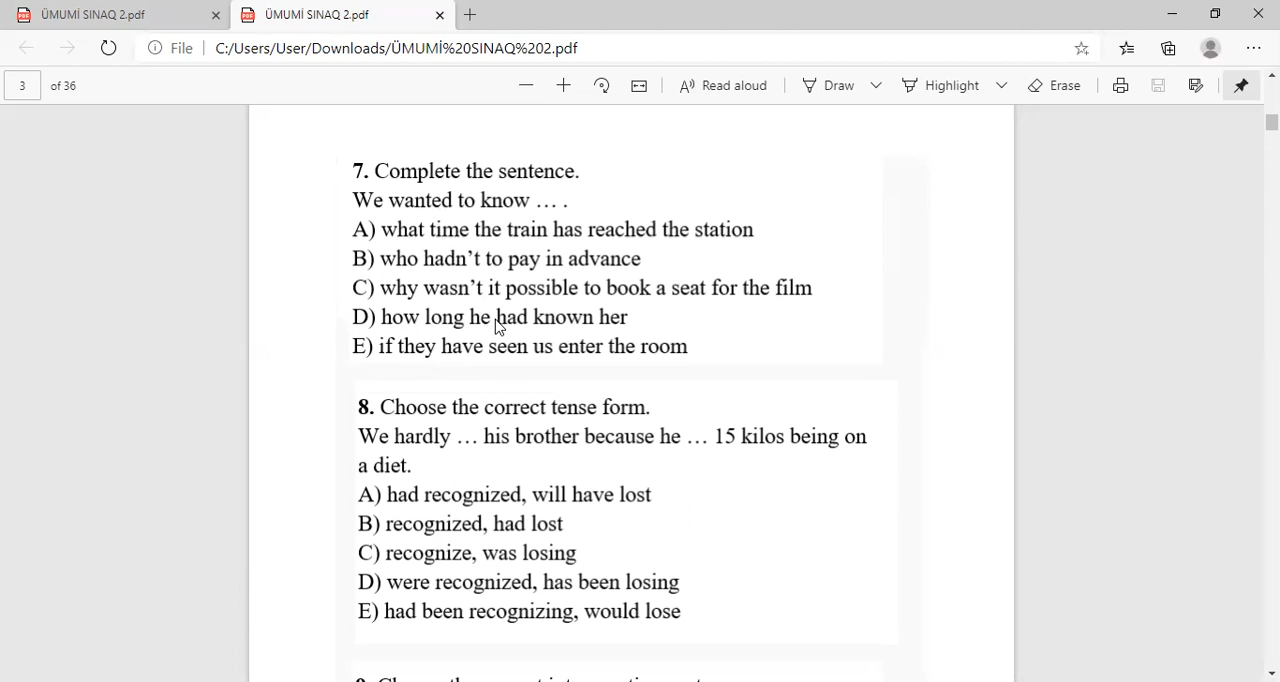 ÜMUMİ SINAQ 2.pdf
ÜMUMİ SINAQ 2.pdf
File
C:/Users/User/Downloads/ÜMUMİ%20SINAQ%202.pdf
3 of 36
Read aloud
Draw
Highlight
Erase
7. Complete the sentence.
We wanted to know … .
A) what time the train has reached the station
B) who hadn’t to pay in advance
C) why wasn’t it possible to book a seat for the film
D) how long he had known her
E) if they have seen us enter the room
8. Choose the correct tense form.
We hardly … his brother because he … 15 kilos being on
a diet.
A) had recognized, will have lost
B) recognized, had lost
C) recognize, was losing
D) were recognized, has been losing
E) had been recognizing, would lose